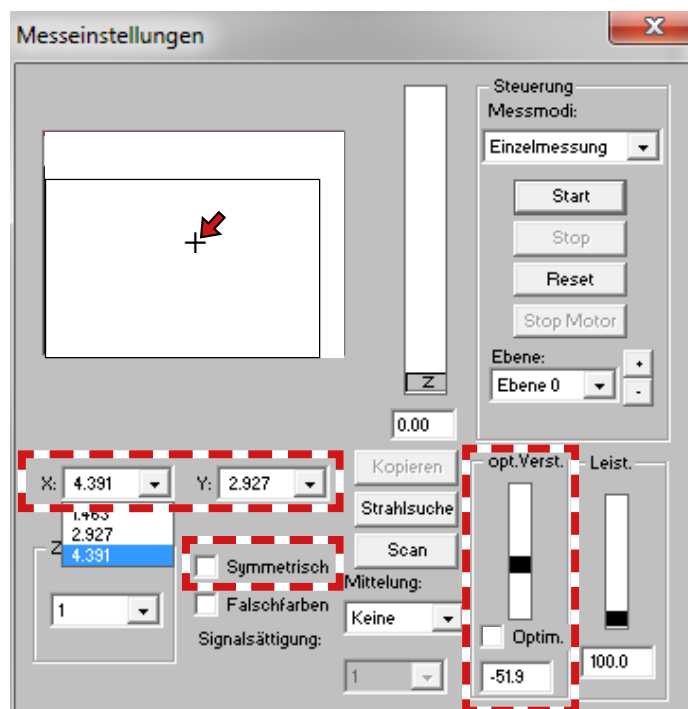 Messeinstellungen
x
Steuerung
Messmodi:
Einzelmessung
Start
Stop
Reset
Stop Motor
Ebene:
Ebene 0
+
-
Z
0.00
X: 4.391 Y: 2.927
1.463
2.927
4.391
Z
1
Symmetrisch
Falschfarben
Signalsättigung:
Kopieren
Strahlsuche
Scan
Mittelung:
Keine
1
opt.Verst.
Optim.
-51.9
Leist.
100.0